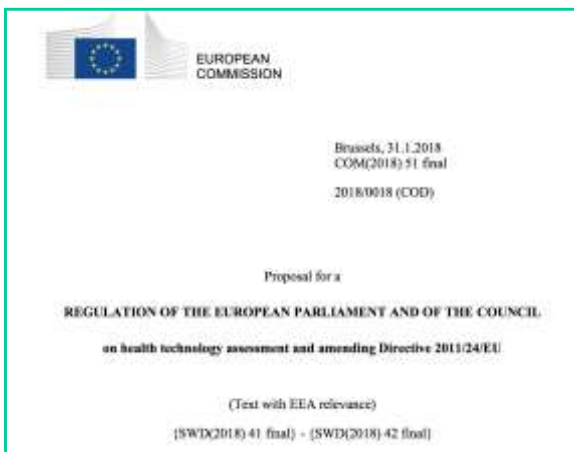 EUROPEAN
COMMISSION
Brussels, 31.1.2018
COM(2018) 51 final
2018/0018 (COD)
Proposal for a
REGULATION OF THE EUROPEAN PARLIAMENT AND OF THE COUNCIL
on health technology assessment and amending Directive 2011/24/EU
(Text with EEA relevance)
{SWD(2018) 41 final} - {SWD(2018) 42 final}